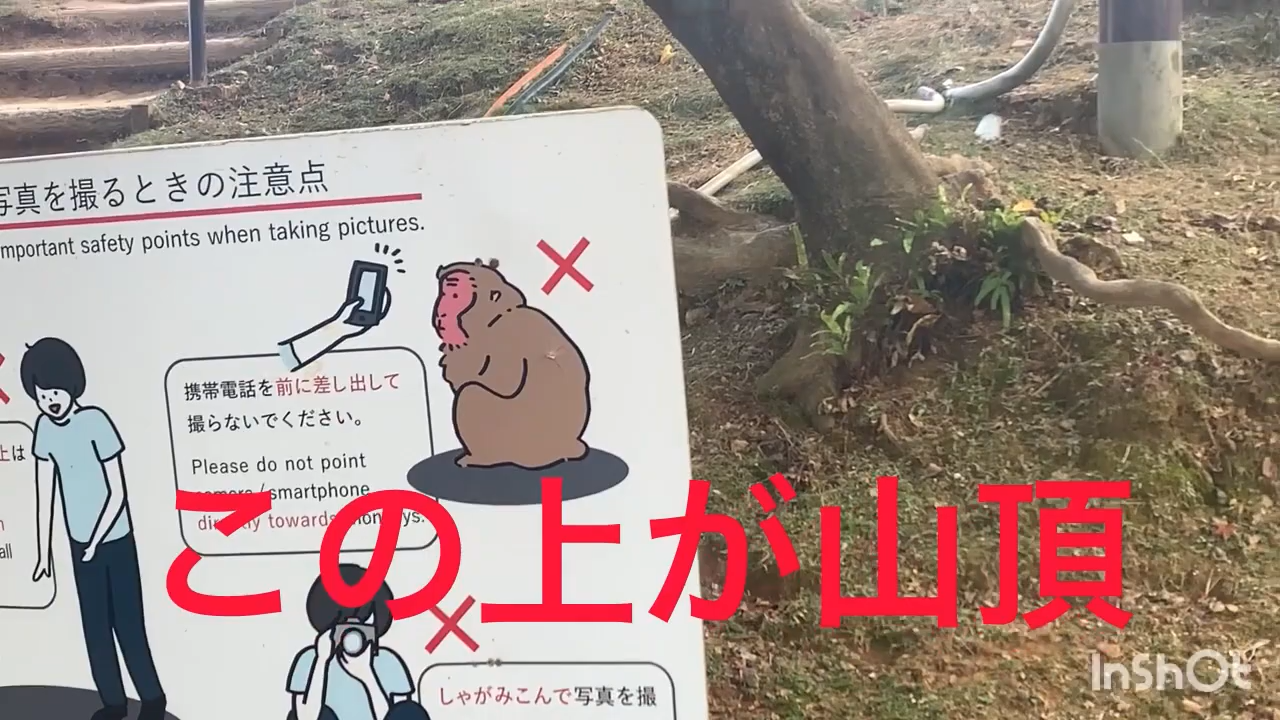 写真を撮るときの注意点
important safety points when taking pictures.
携帯電話を前に差し出して
撮らないでください。
Please do not point
camera/smartphone
directly towards monkeys.
上は
all
この上が山頂
しゃがみこんで写真を撮
InShOt